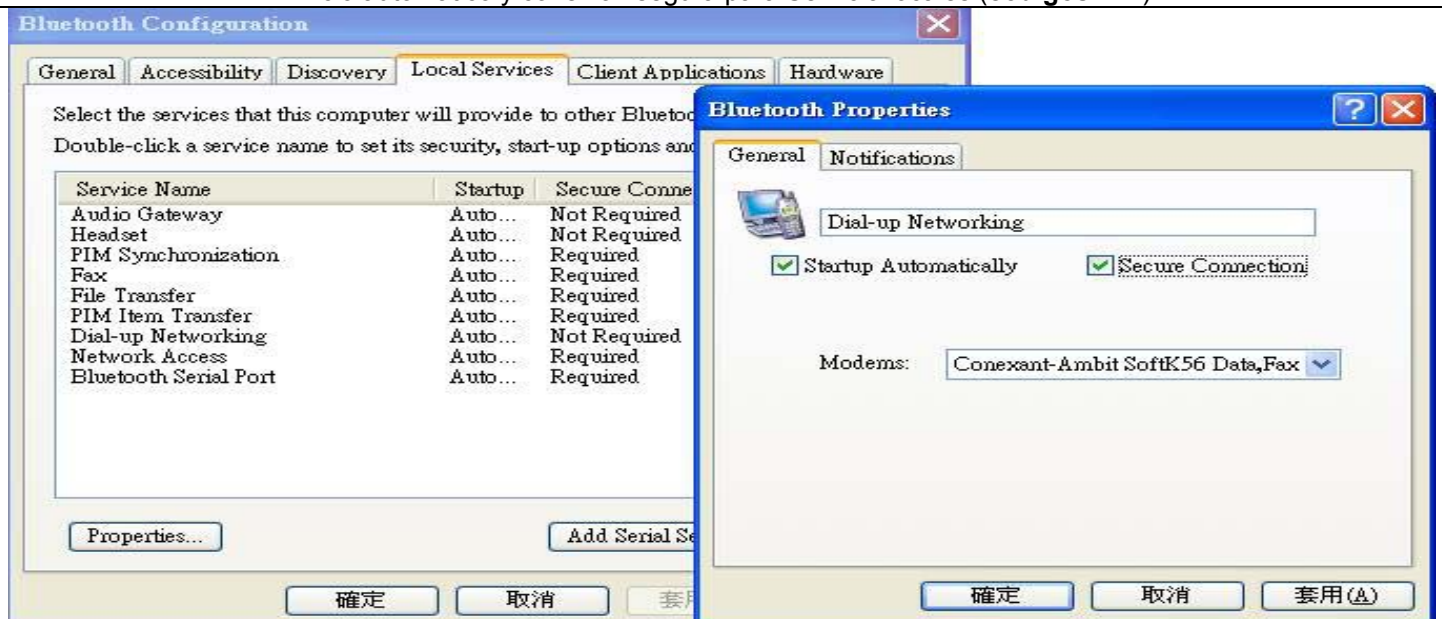 Bluetooth Configuration
General Accessibility Discovery Local Services Client Applications Hardware
Select the services that this computer will provide to other
Double-click a service name to set its security, start-up options
Service Name Startup Secure
Audio Gateway Auto... Not Required
Headset Auto... Not Required
PIM Synchronization Auto... Required
Fax Auto... Required
File Transfer Auto... Required
PIM Item Transfer Auto... Required
Dial-up Networking Auto... Not Required
Network Access Auto... Required
Bluetooth Serial Port Auto... Required
Properties... Add Serial
確定 取消
Bluetooth Properties
General Notifications
Dial-up Networking
Startup Automatically Secure Connection
Modems: Conexant-Ambit SoftK56 Data,Fax
確定 取消 套用(A)